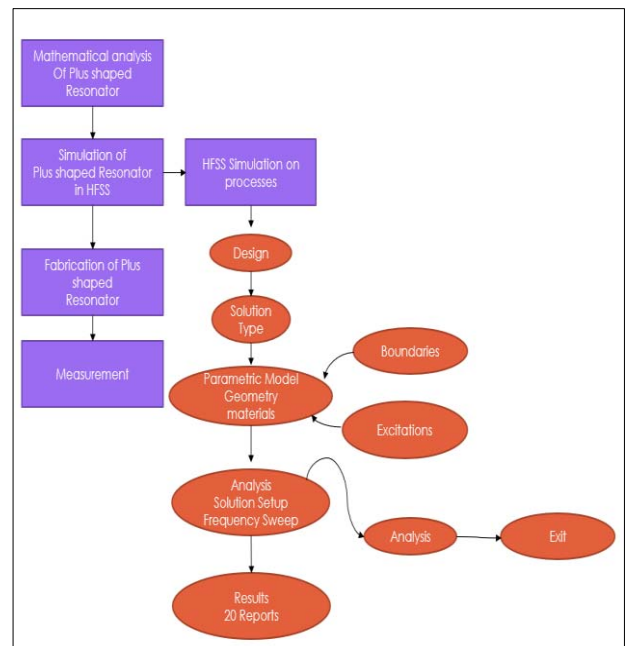 Mathematical analysis
Of Plus shaped
Resonator
Simulation of
Plus shaped Resonator
in HFSS
HFSS Simulation on
processes
Fabrication of Plus
shaped
Resonator
Measurement
Design
Solution
Type
Boundaries
Parametric Model
Geometry
materials
Excitations
Analysis
Solution Setup
Frequency Sweep
Analysis
Exit
Results
20 Reports